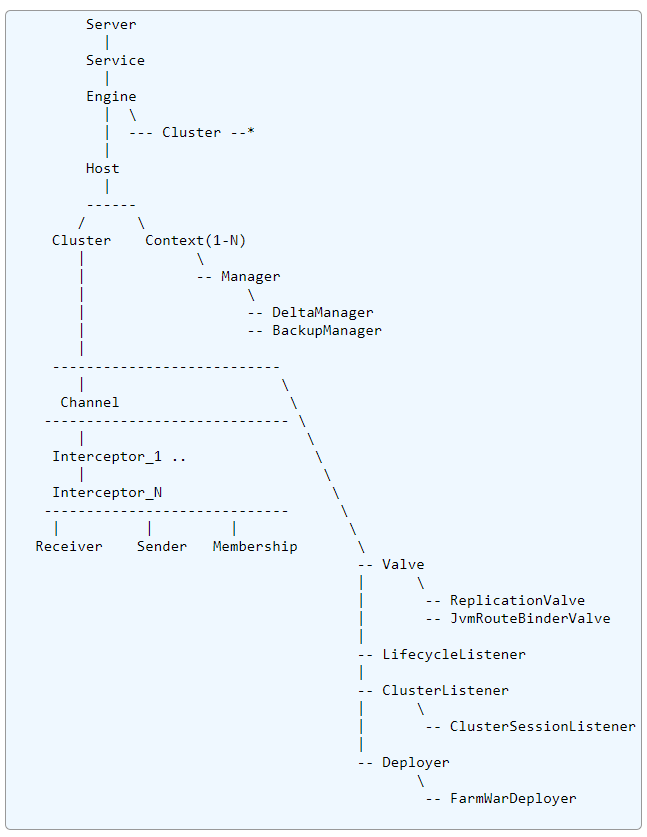 Server
|
Service
|
Engine
|  \
|  --- Cluster --*
|
Host
|
------
/      \
Cluster    Context(1-N)
|             \
|             -- Manager
|                   \
|                   -- DeltaManager
|                   -- BackupManager
|
---------------------------
|                       \
Channel                    \
----------------------------- \
|                          \
Interceptor_1 ..               \
|                            \
Interceptor_N                    \
-----------------------------      \
|          |         |             \
Receiver    Sender   Membership       \
-- Valve
|      \
|       -- ReplicationValve
|       -- JvmRouteBinderValve
|
-- LifecycleListener
|
-- ClusterListener
|      \
|       -- ClusterSessionListener
|
-- Deployer
\
-- FarmWarDeployer